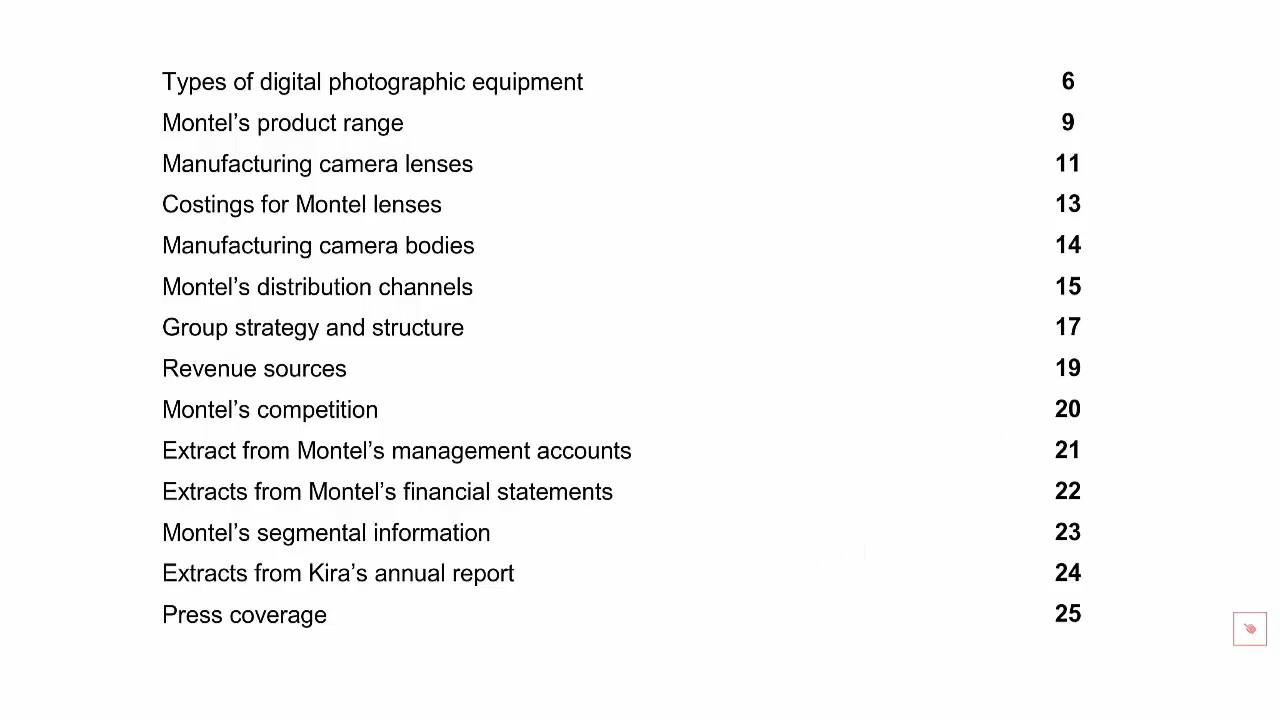 Types of digital photographic equipment 6
Montel’s product range 9
Manufacturing camera lenses 11
Costings for Montel lenses 13
Manufacturing camera bodies 14
Montel’s distribution channels 15
Group strategy and structure 17
Revenue sources 19
Montel’s competition 20
Extract from Montel’s management accounts 21
Extracts from Montel’s financial statements 22
Montel’s segmental information 23
Extracts from Kira’s annual report 24
Press coverage 25